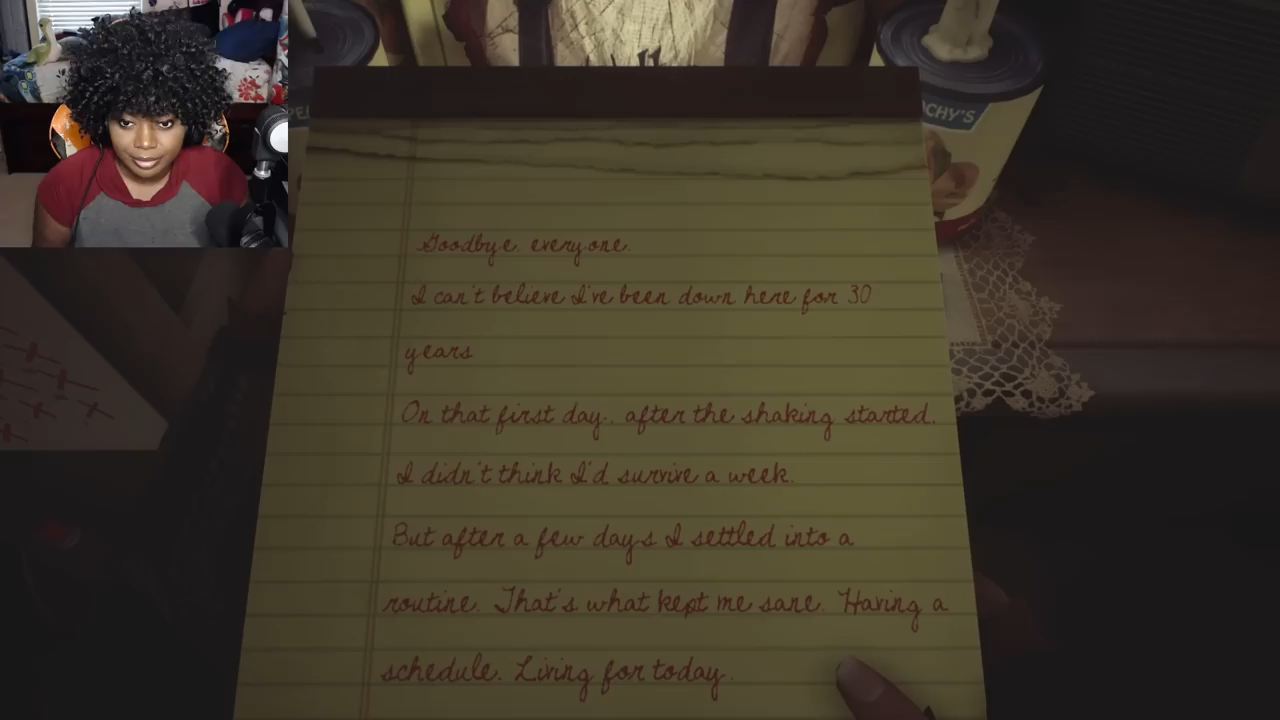 Goodbye, everyone.
I can't believe I've been down here for 30
years
On that first day, after the shaking started,
I didn't think I'd survive a week.
But after a few days I settled into a
routine. That's what kept me sane. Having a
schedule. Living for today.